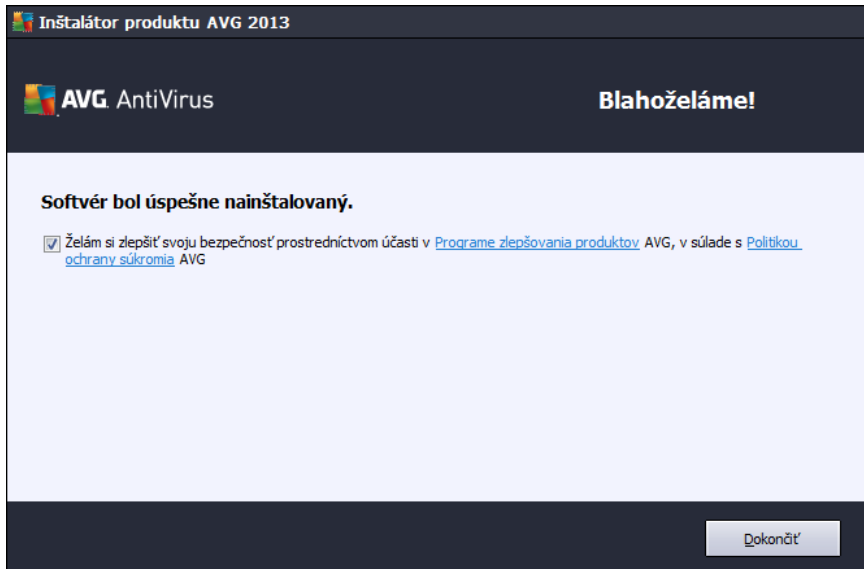 Inštalátor produktu AVG 2013
AVG. AntiVirus
Blahoželáme!
Softvér bol úspešne nainštalovaný.
Želám si zlepšiť svoju bezpečnosť prostredníctvom účasti v Programe zlepšovania produktov AVG, v súlade s Politikou
ochrany súkromia AVG
Dokončiť